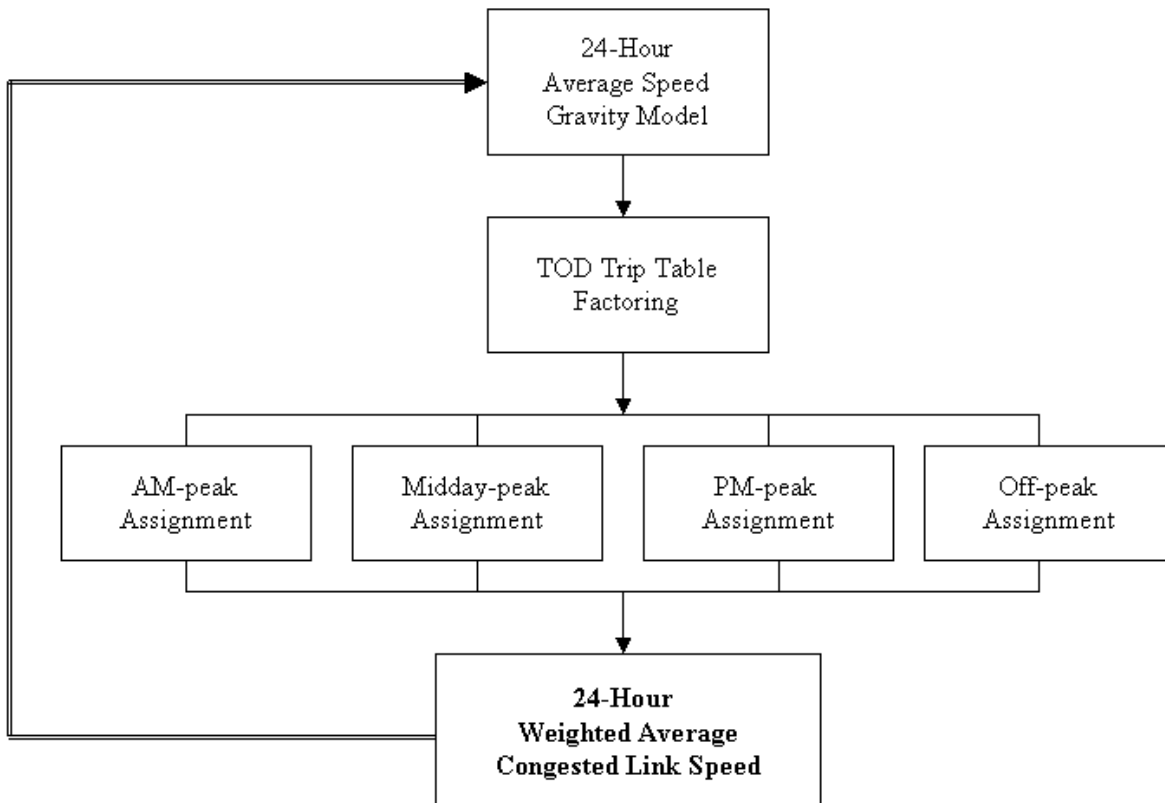 24-Hour
Average Speed
Gravity Model
TOD Trip Table
Factoring
AM-peak
Assignment
Midday-peak
Assignment
PM-peak
Assignment
Off-peak
Assignment
24-Hour
Weighted Average
Congested Link Speed